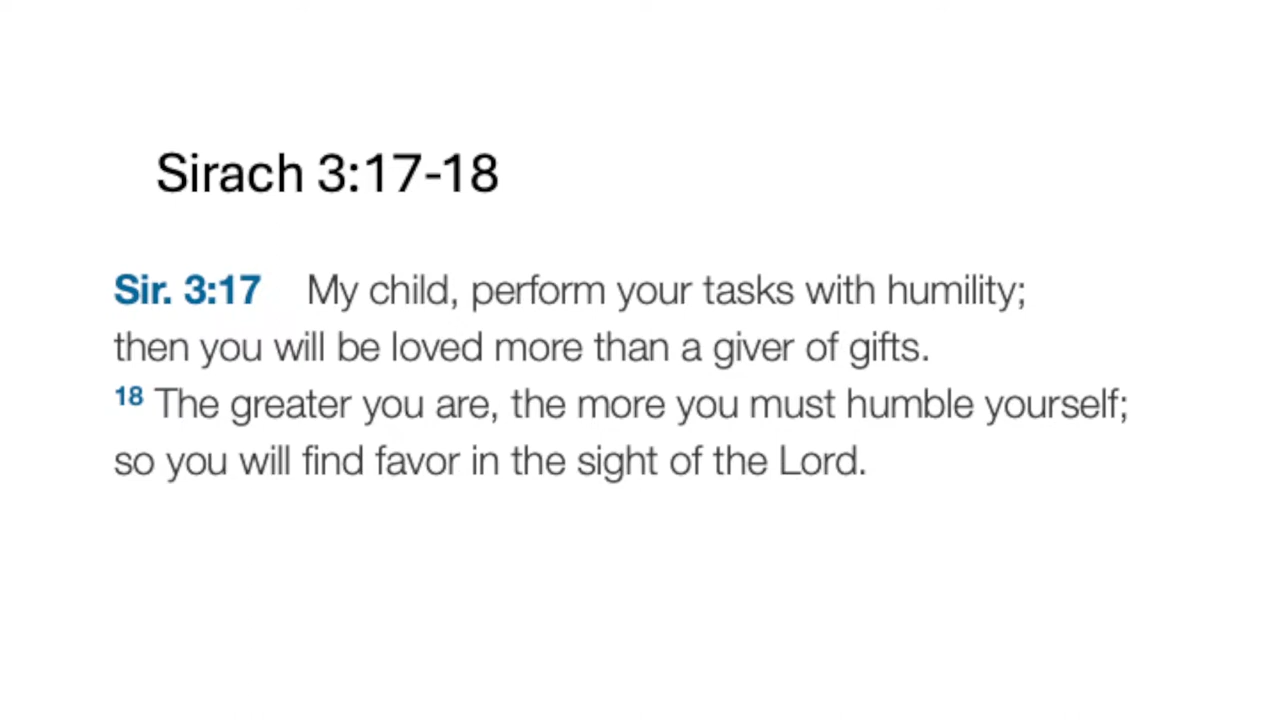 Sirach 3:17-18
Sir. 3:17 My child, perform your tasks with humility;
then you will be loved more than a giver of gifts.
18 The greater you are, the more you must humble yourself;
so you will find favor in the sight of the Lord.